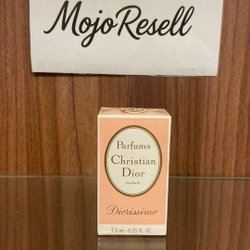 MojoResell
Parfums
Christian
Dior
PARIS
Diorissimo
7,5 ml - 0.25 FL. OZ.